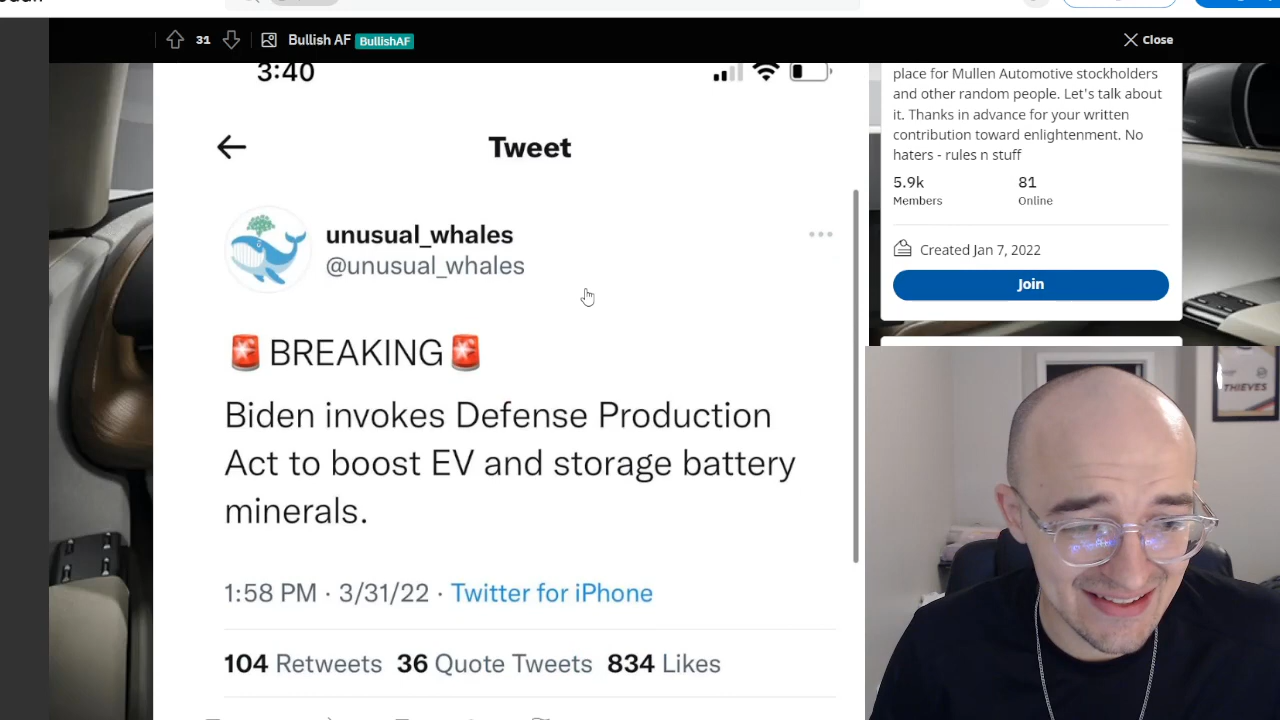 31
Bullish AF BullishAF
Close
3:40
Tweet
unusual_whales
@unusual_whales
🚨BREAKING🚨
Biden invokes Defense Production
Act to boost EV and storage battery
minerals.
1:58 PM · 3/31/22 · Twitter for iPhone
104 Retweets 36 Quote Tweets 834 Likes
place for Mullen Automotive stockholders
and other random people. Let's talk about
it. Thanks in advance for your written
contribution toward enlightenment. No
haters - rules n stuff
5.9k 81
Members Online
Created Jan 7, 2022
Join
THIEVES